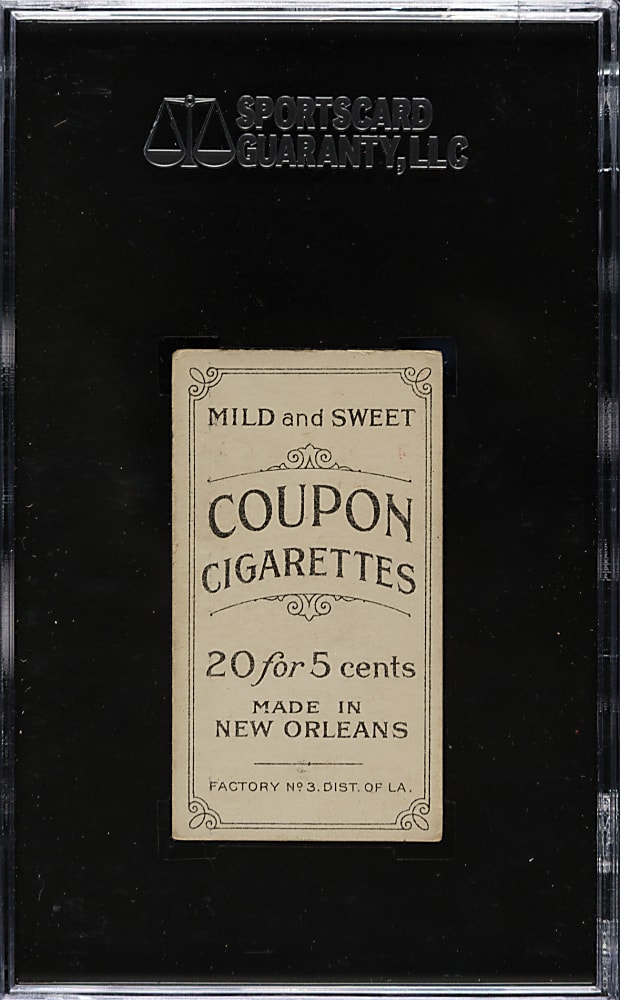 SPORTSCARD
GUARANTY, LLC
MILD and SWEET
COUPON
CIGARETTES
20 for 5 cents
MADE IN
NEW ORLEANS
FACTORY Nº 3. DIST. OF LA.